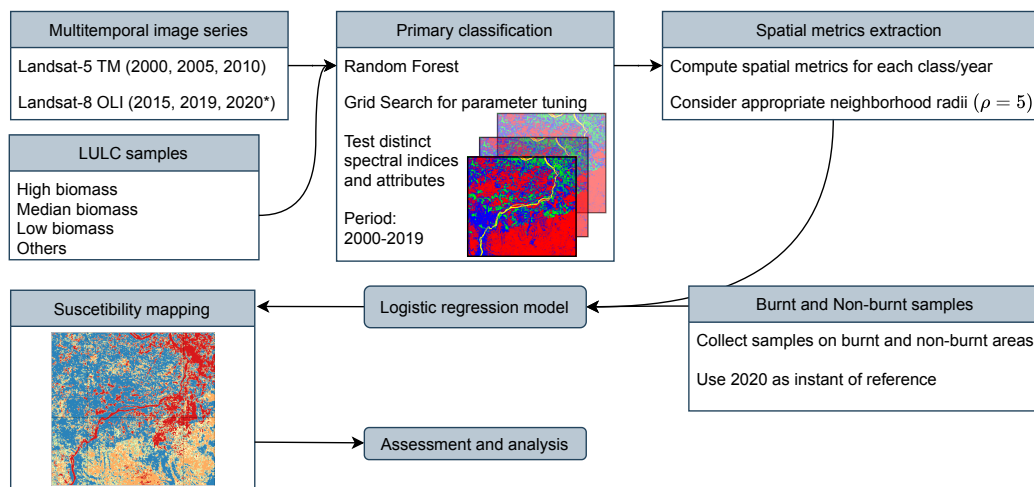 Multitemporal image series
Landsat-5 TM (2000, 2005, 2010)
Landsat-8 OLI (2015, 2019, 2020*)
LULC samples
High biomass
Median biomass
Low biomass
Others
Primary classification
Random Forest
Grid Search for parameter tuning
Test distinct
spectral indices
and attributes
Period:
2000-2019
Spatial metrics extraction
Compute spatial metrics for each class/year
Consider appropriate neighborhood radii (ρ = 5)
Suscetibility mapping
Logistic regression model
Burnt and Non-burnt samples
Collect samples on burnt and non-burnt areas
Use 2020 as instant of reference
Assessment and analysis